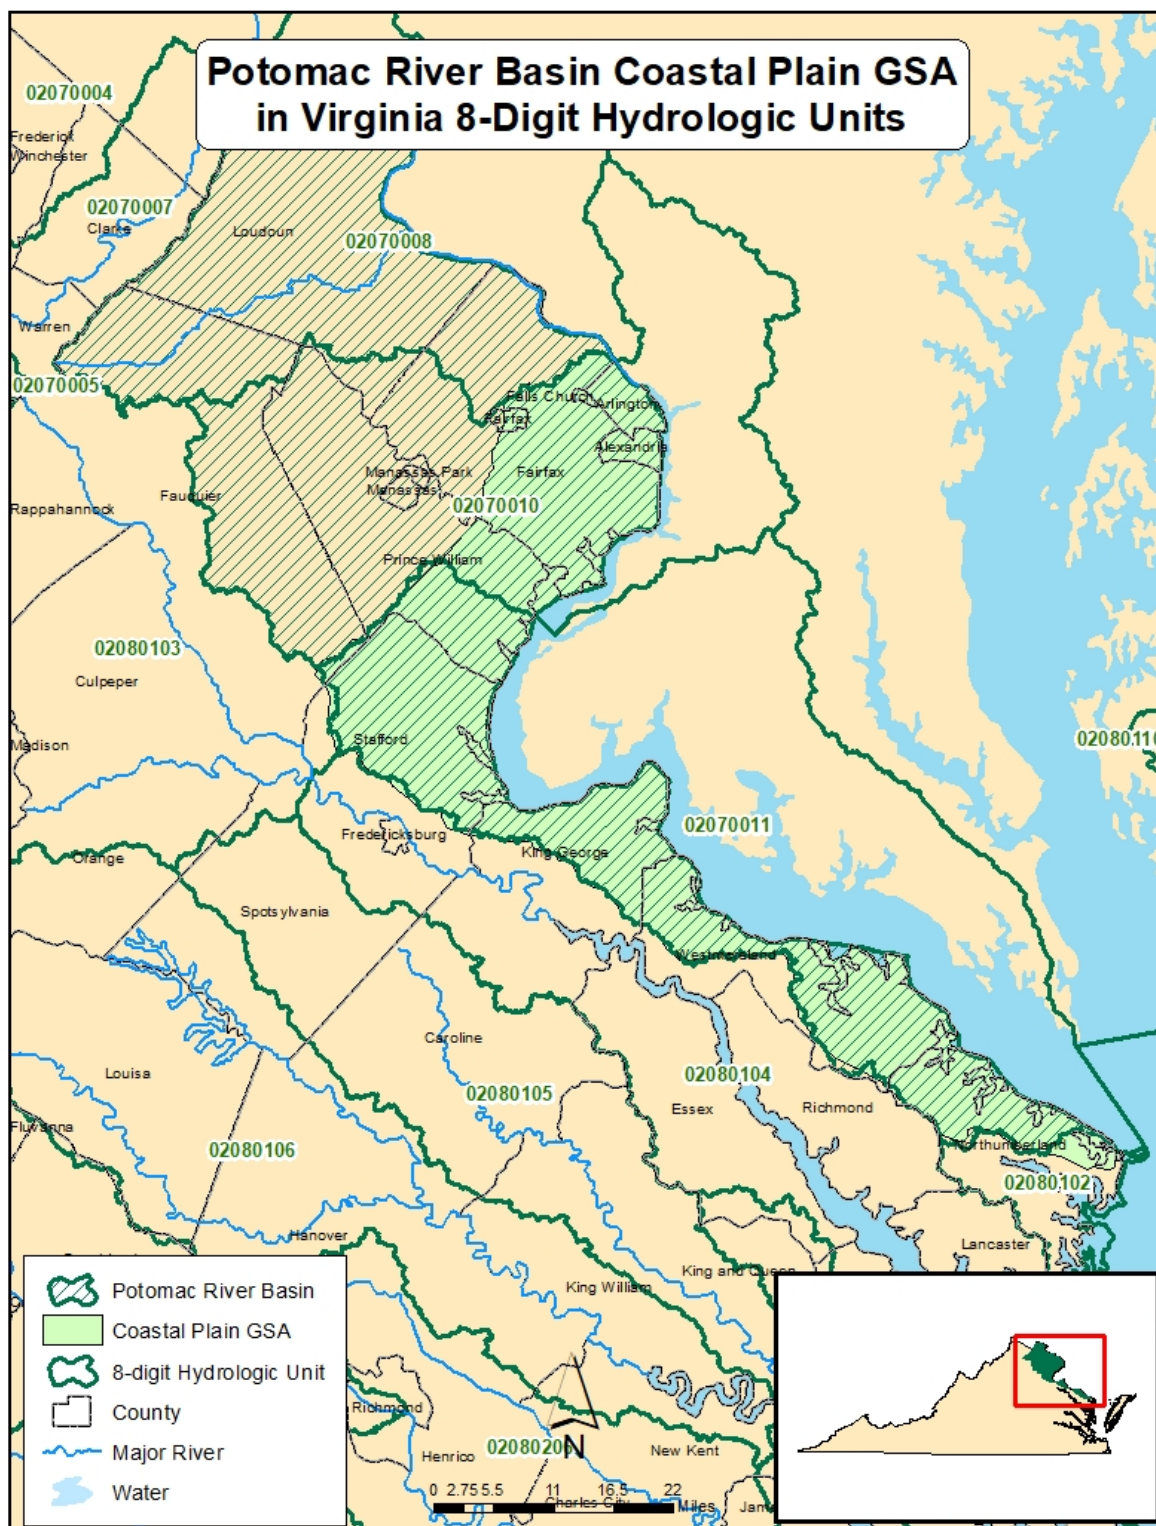 Potomac River Basin Coastal Plain GSA
in Virginia 8-Digit Hydrologic Units
02070004
Frederick
Winchester
02070007
Clarke
Loudoun
02070008
Warren
02070005
Falls Church
Arlington
Fairfax
Alexandria
Manassas Park
Fairfax
Manassas
Fauquier
02070010
Rappahannock
Prince William
02080103
Culpeper
Stafford
Madison
02080110
02070011
Fredericksburg
King George
Orange
Spotsylvania
Westmoreland
Caroline
Louisa
02080104
02080105
Essex
Richmond
Fluvanna
02080106
Northumberland
02080102
Hanover
Lancaster
King and Queen
King William
Potomac River Basin
Coastal Plain GSA
8-digit Hydrologic Unit
County
Major River
Water
Richmond
Henrico
02080206
N
New Kent
0 2.75 5.5 11 16.5 22
Miles
Charles City
Jam